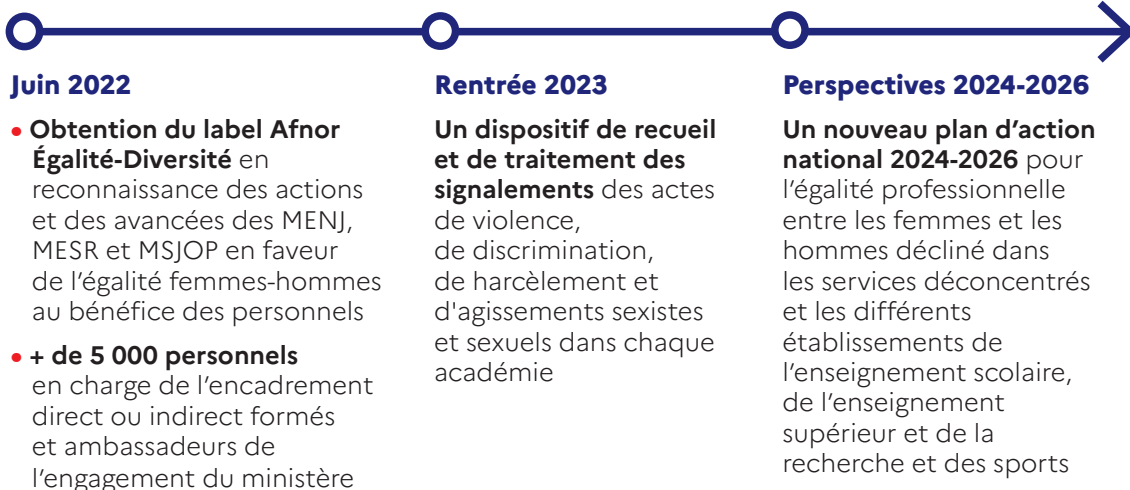 Juin 2022
• Obtention du label Afnor
Égalité-Diversité en
reconnaissance des actions
et des avancées des MENJ,
MESR et MSJOP en faveur
de l’égalité femmes-hommes
au bénéfice des personnels
• + de 5 000 personnels
en charge de l’encadrement
direct ou indirect formés
et ambassadeurs de
l’engagement du ministère
Rentrée 2023
Un dispositif de recueil
et de traitement des
signalements des actes
de violence,
de discrimination,
de harcèlement et
d'agissements sexistes
et sexuels dans chaque
académie
Perspectives 2024-2026
Un nouveau plan d’action
national 2024-2026 pour
l’égalité professionnelle
entre les femmes et les
hommes décliné dans
les services déconcentrés
et les différents
établissements de
l’enseignement scolaire,
de l’enseignement
supérieur et de la
recherche et des sports